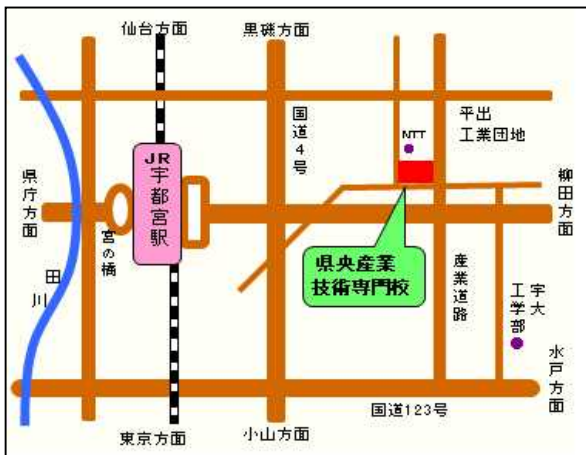 仙台方面
黒磯方面
国道4号
平出
工業団地
NTT
JR
宇都宮駅
県庁方面
柳田方面
宮の橋
県央産業
技術専門校
田川
産業道路
宇大
工学部
水戸方面
国道123号
東京方面
小山方面